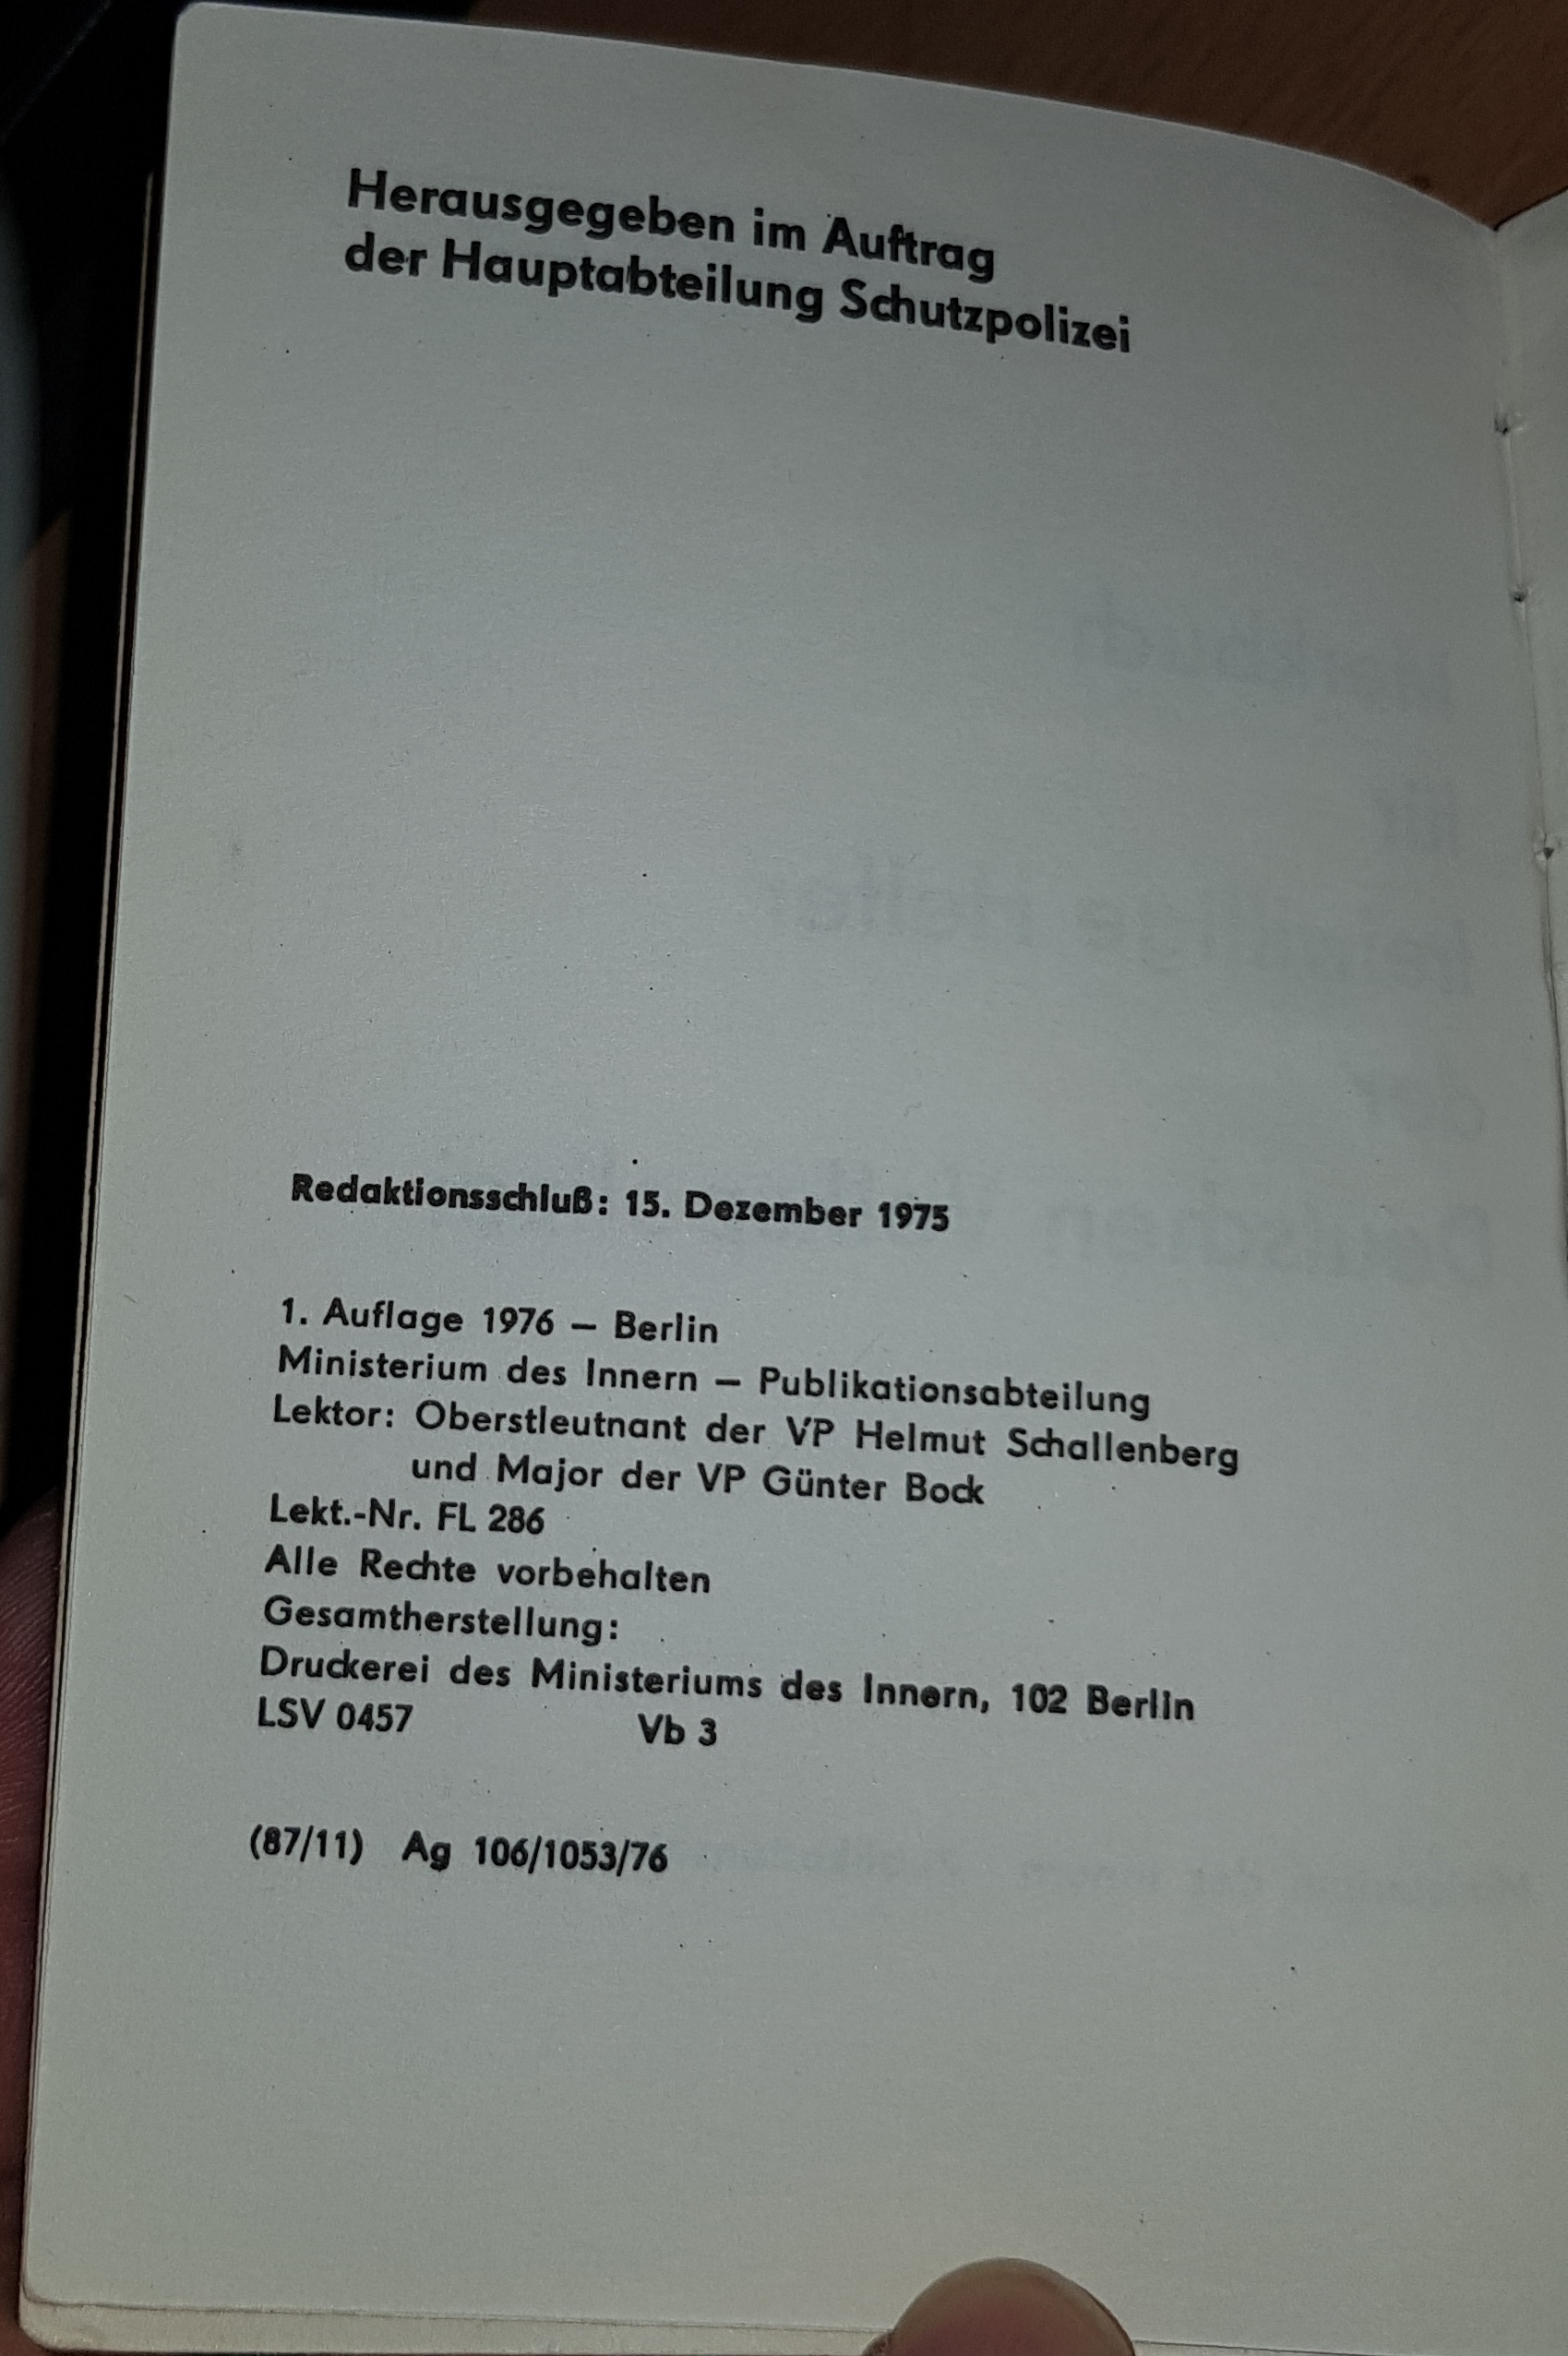 Herausgegeben im Auftrag
der Hauptabteilung Schutzpolizei
Redaktionsschluß: 15. Dezember 1975
1. Auflage 1976 – Berlin
Ministerium des Innern – Publikationsabteilung
Lektor: Oberstleutnant der VP Helmut Schallenberg
und Major der VP Günter Bock
Lekt.-Nr. FL 286
Alle Rechte vorbehalten
Gesamtherstellung:
Druckerei des Ministeriums des Innern, 102 Berlin
LSV 0457 Vb 3
(87/11) Ag 106/1053/76